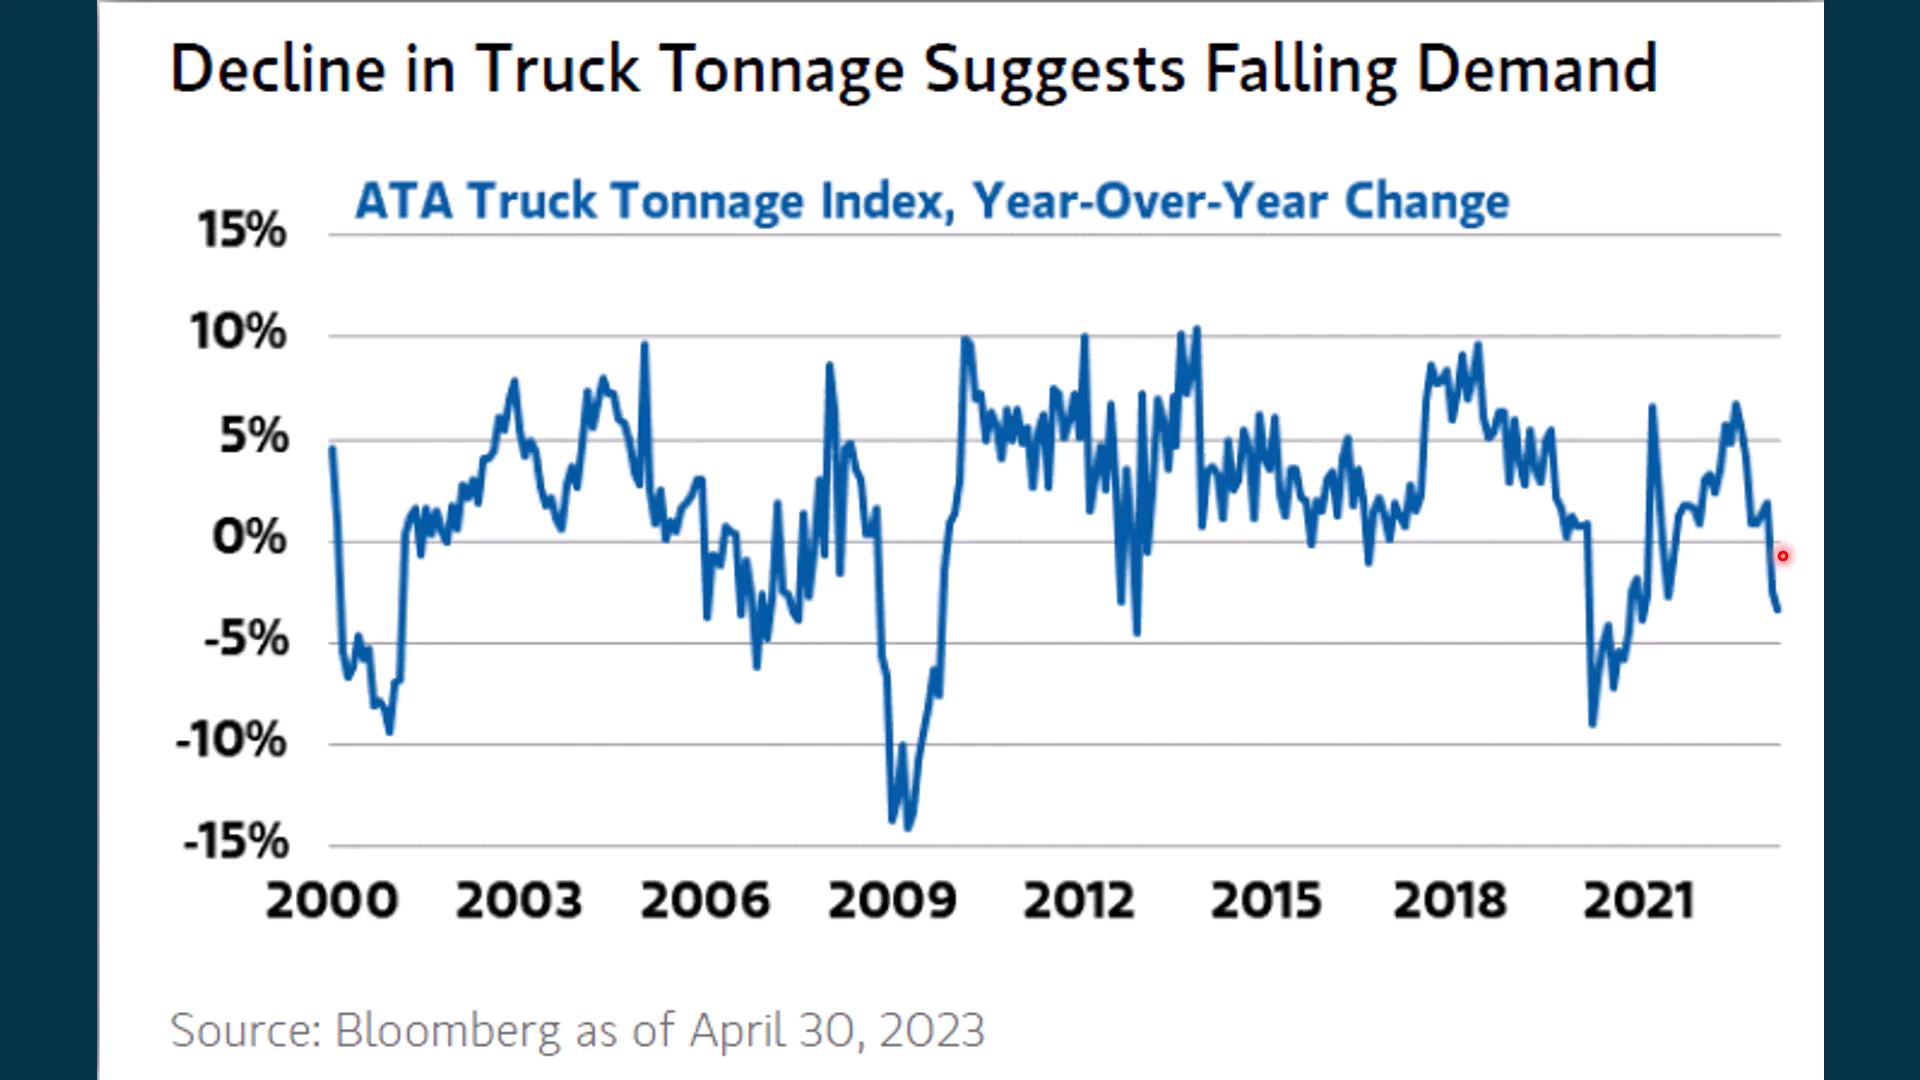 Decline in Truck Tonnage Suggests Falling Demand
ATA Truck Tonnage Index, Year-Over-Year Change
15%
10%
5%
0%
-5%
-10%
-15%
2000 2003 2006 2009 2012 2015 2018 2021
Source: Bloomberg as of April 30, 2023